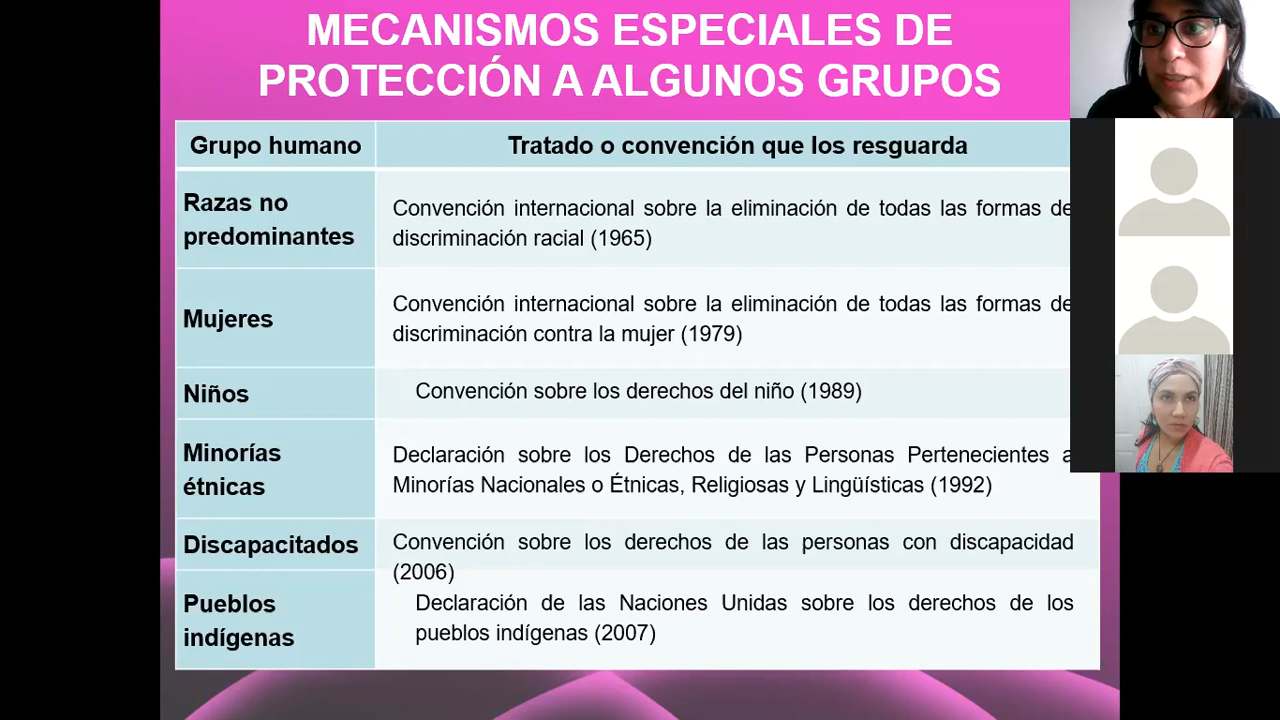 MECANISMOS ESPECIALES DE
PROTECCIÓN A ALGUNOS GRUPOS
Grupo humano
Tratado o convención que los resguarda
Razas no
predominantes
Convención internacional sobre la eliminación de todas las formas de
discriminación racial (1965)
Mujeres
Convención internacional sobre la eliminación de todas las formas de
discriminación contra la mujer (1979)
Niños
Convención sobre los derechos del niño (1989)
Minorías
étnicas
Declaración sobre los Derechos de las Personas Pertenecientes a
Minorías Nacionales o Étnicas, Religiosas y Lingüísticas (1992)
Discapacitados
Convención sobre los derechos de las personas con discapacidad
(2006)
Pueblos
indígenas
Declaración de las Naciones Unidas sobre los derechos de los
pueblos indígenas (2007)